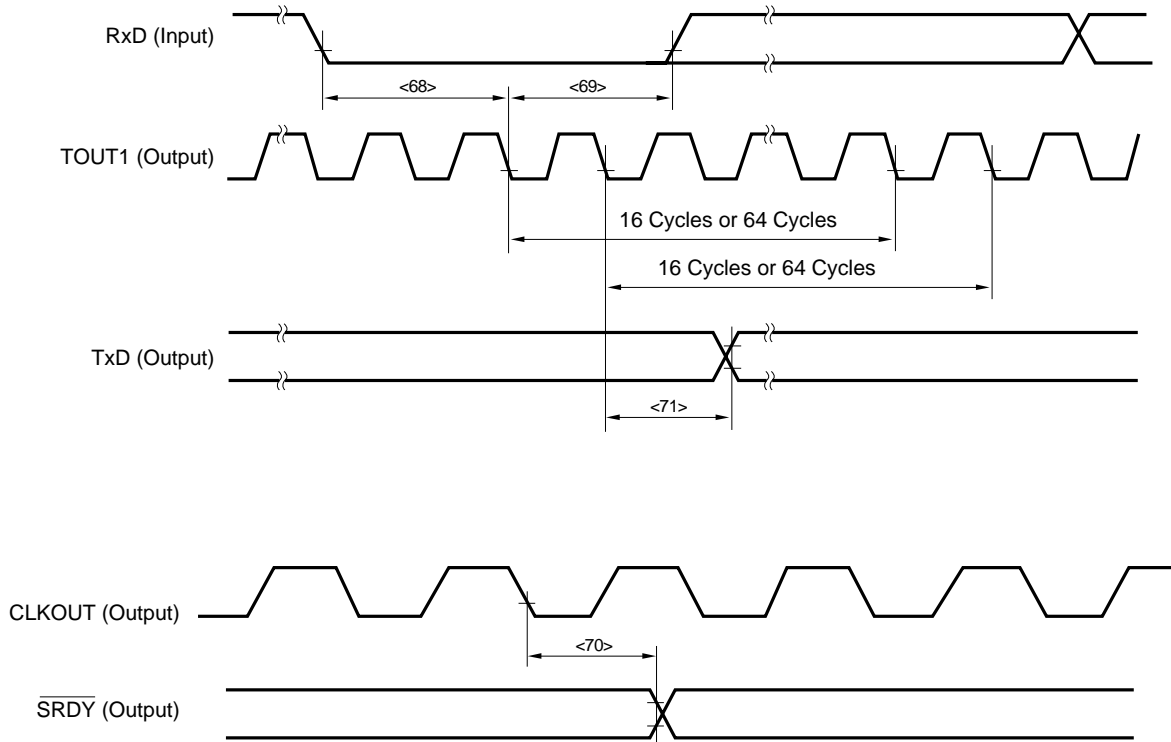 RxD (Input)
<68>
<69>
TOUT1 (Output)
16 Cycles or 64 Cycles
16 Cycles or 64 Cycles
TxD (Output)
<71>
CLKOUT (Output)
<70>
SRDY (Output)